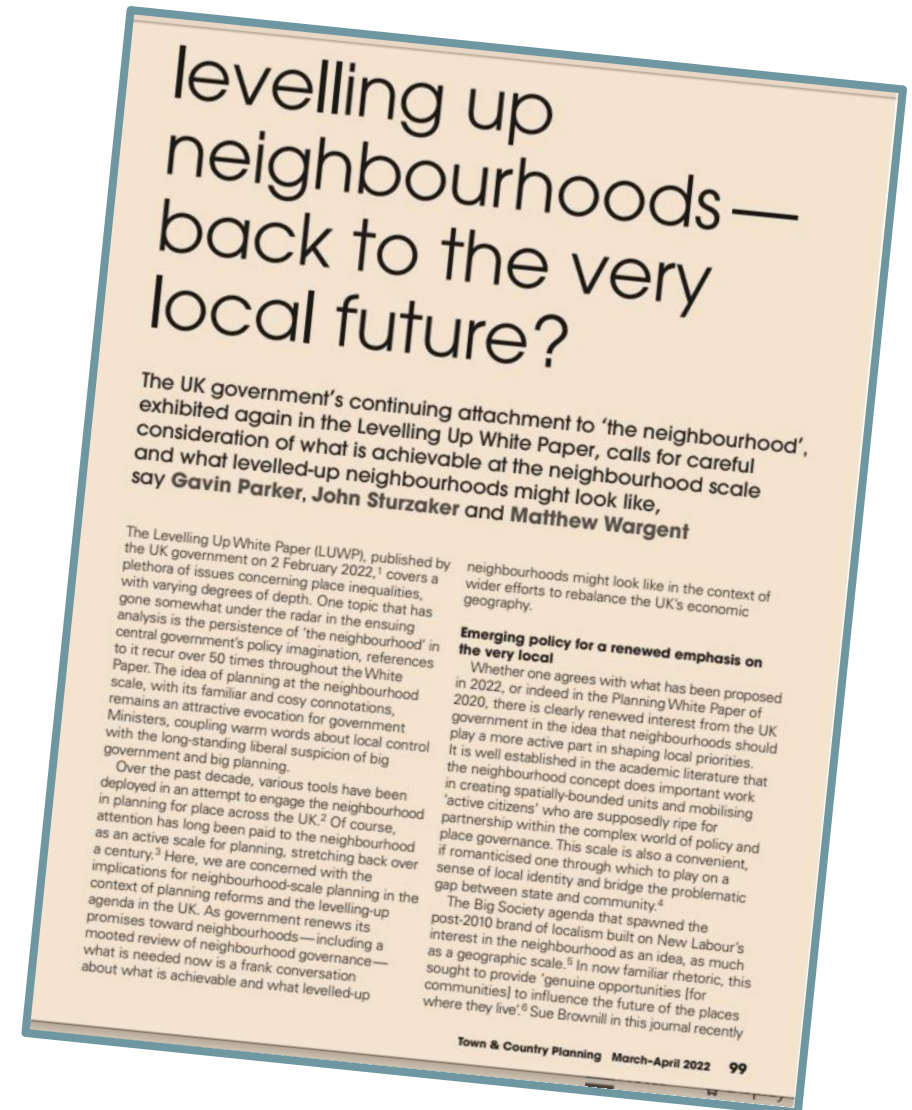 levelling up
neighbourhoods—
back to the very
local future?
The UK government's continuing attachment to 'the neighbourhood',
exhibited again in the Levelling Up White Paper, calls for careful
consideration of what is achievable at the neighbourhood scale
and what levelled-up neighbourhoods might look like,
say Gavin Parker, John Sturzaker and Matthew Wargent
The Levelling Up White Paper (LUWP), published by
the UK government on 2 February 2022,¹ covers a
plethora of issues concerning place inequalities,
with varying degrees of depth. One topic that has
gone somewhat under the radar in the ensuing
analysis is the persistence of 'the neighbourhood' in
central government's policy imagination, references
to it recur over 50 times throughout the White
Paper. The idea of planning at the neighbourhood
scale, with its familiar and cosy connotations,
remains an attractive evocation for government
Ministers, coupling warm words about local control
with the long-standing liberal suspicion of big
government and big planning.
Over the past decade, various tools have been
deployed in an attempt to engage the neighbourhood
in planning for place across the UK.² Of course,
attention has long been paid to the neighbourhood
as an active scale for planning, stretching back over
a century.³ Here, we are concerned with the
implications for neighbourhood-scale planning in the
context of planning reforms and the levelling-up
agenda in the UK. As government renews its
promises toward neighbourhoods—including a
mooted review of neighbourhood governance—
what is needed now is a frank conversation
about what is achievable and what levelled-up
neighbourhoods might look like in the context of
wider efforts to rebalance the UK's economic
geography.
Emerging policy for a renewed emphasis on
the very local
Whether one agrees with what has been proposed
in 2022, or indeed in the Planning White Paper of
2020, there is clearly renewed interest from the UK
government in the idea that neighbourhoods should
play a more active part in shaping local priorities.
It is well established in the academic literature that
the neighbourhood concept does important work
in creating spatially-bounded units and mobilising
'active citizens' who are supposedly ripe for
partnership within the complex world of policy and
place governance. This scale is also a convenient,
if romanticised one through which to play on a
sense of local identity and bridge the problematic
gap between state and community.⁴
The Big Society agenda that spawned the
post-2010 brand of localism built on New Labour's
interest in the neighbourhood as an idea, as much
as a geographic scale.⁵ In now familiar rhetoric, this
sought to provide 'genuine opportunities [for
communities] to influence the future of the places
where they live'.⁶ Sue Brownill in this journal recently
Town & Country Planning March–April 2022 99